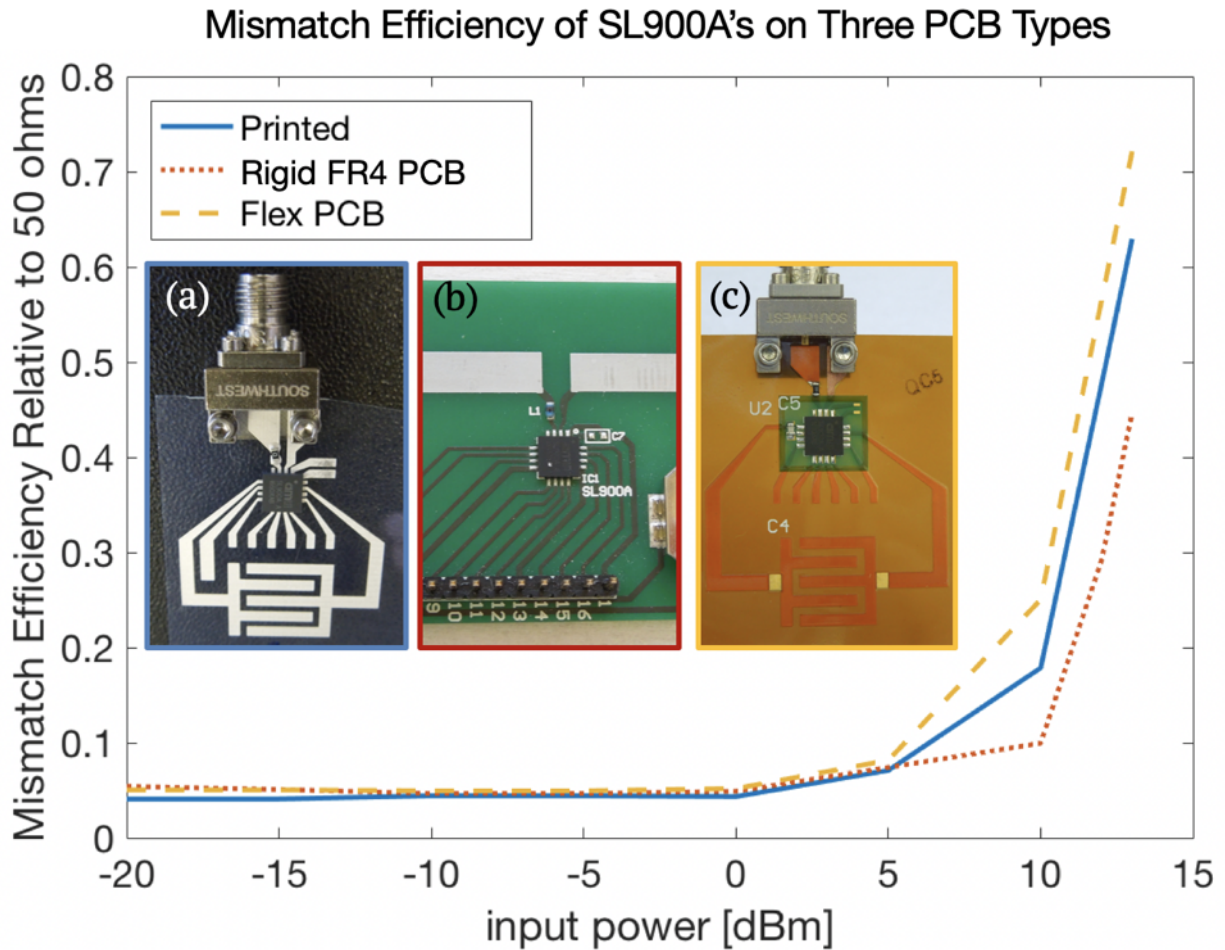 Mismatch Efficiency of SL900A's on Three PCB Types
Mismatch Efficiency Relative to 50 ohms
0.8
0.7
0.6
0.5
0.4
0.3
0.2
0.1
0
Printed
Rigid FR4 PCB
Flex PCB
(a)
SOUTHWEST
(b)
L1
C7
IC1
SL900A
9
10
11
12
13
14
15
16
1
(c)
SOUTHWEST
QC5
U2
C5
C4
-20
-15
-10
-5
0
5
10
15
input power [dBm]